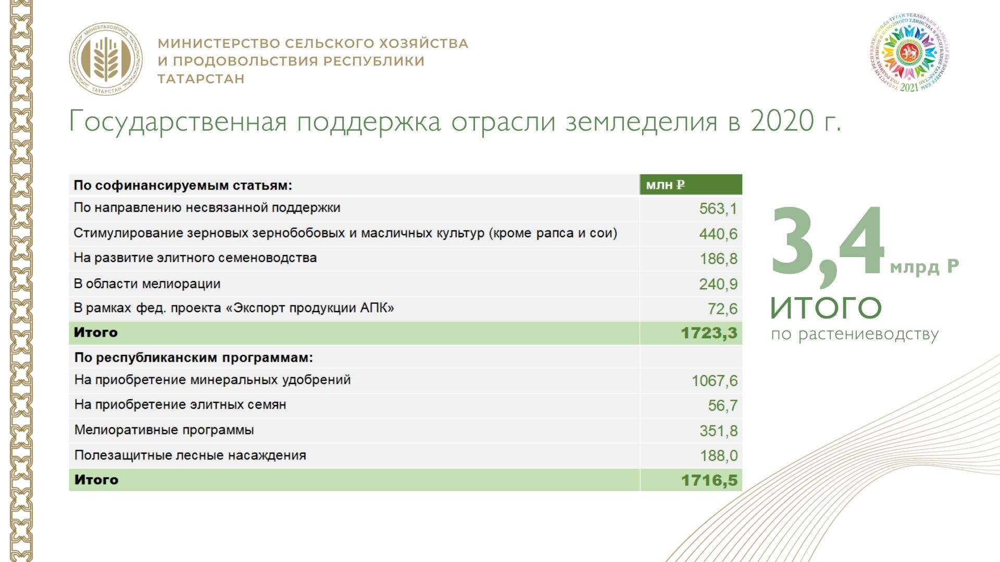 МИНСЕЛЬХОЗПРОД
ТАТАРСТАН
МИНИСТЕРСТВО СЕЛЬСКОГО ХОЗЯЙСТВА
И ПРОДОВОЛЬСТВИЯ РЕСПУБЛИКИ
ТАТАРСТАН
ТАТАРСТАН РЕСПУБЛИКАСЫНДА ТУГАН ТЕЛЛӘР ҺӘМ ХАЛЫКЛАР БЕРДӘМЛЕГЕ ЕЛЫ
ГОД РОДНЫХ ЯЗЫКОВ И НАРОДНОГО ЕДИНСТВА В РЕСПУБЛИКЕ ТАТАРСТАН
2021
Государственная поддержка отрасли земледелия в 2020 г.
По софинансируемым статьям: млн ₽
По направлению несвязанной поддержки 563,1
Стимулирование зерновых зернобобовых и масличных культур (кроме рапса и сои) 440,6
На развитие элитного семеноводства 186,8
В области мелиорации 240,9
В рамках фед. проекта «Экспорт продукции АПК» 72,6
Итого 1723,3
По республиканским программам:
На приобретение минеральных удобрений 1067,6
На приобретение элитных семян 56,7
Мелиоративные программы 351,8
Полезащитные лесные насаждения 188,0
Итого 1716,5
3,4 млрд Р
ИТОГО
по растениеводству